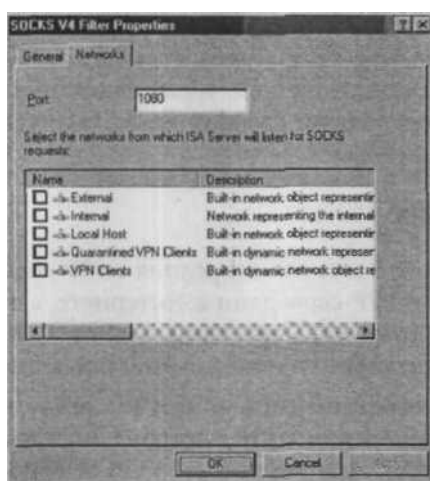 SOCKS V4 Filter Properties
General Networks
Port: 1080
Select the networks from which ISA Server will listen for SOCKS
requests:
Name Description
External Built-in network object representin
Internal Network representing the internal
Local Host Built-in network object representin
Quarantined VPN Clients Built-in dynamic network represer
VPN Clients Built-in dynamic network object re
OK Cancel